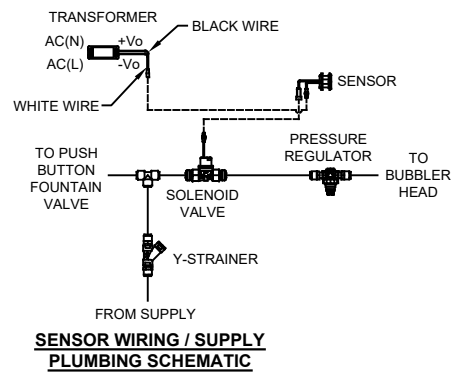 TRANSFORMER
BLACK WIRE
AC(N) +Vo
AC(L) -Vo
SENSOR
WHITE WIRE
TO PUSH
BUTTON
FOUNTAIN
VALVE
SOLENOID
VALVE
PRESSURE
REGULATOR
TO
BUBBLER
HEAD
Y-STRAINER
FROM SUPPLY
SENSOR WIRING / SUPPLY
PLUMBING SCHEMATIC